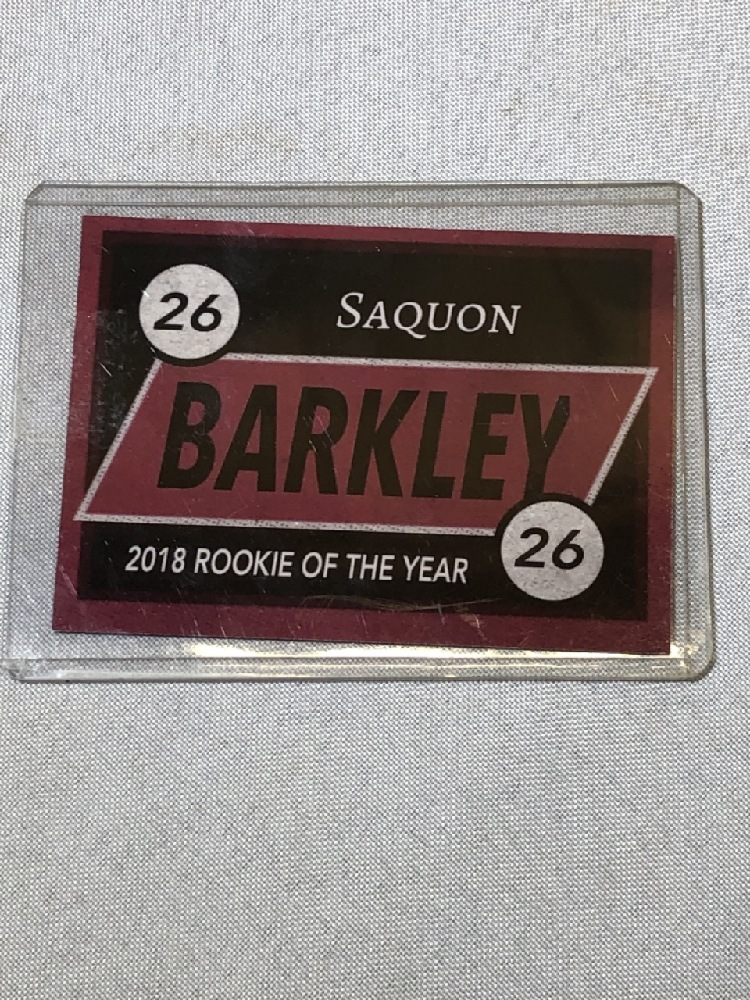 26
SAQUON
BARKLEY
2018 ROOKIE OF THE YEAR
26